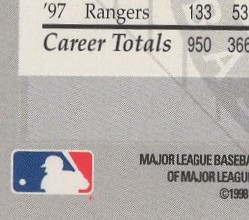 '97 Rangers 133 53
Career Totals 950 366
MAJOR LEAGUE BASEBA
OF MAJOR LEAGU
©1998